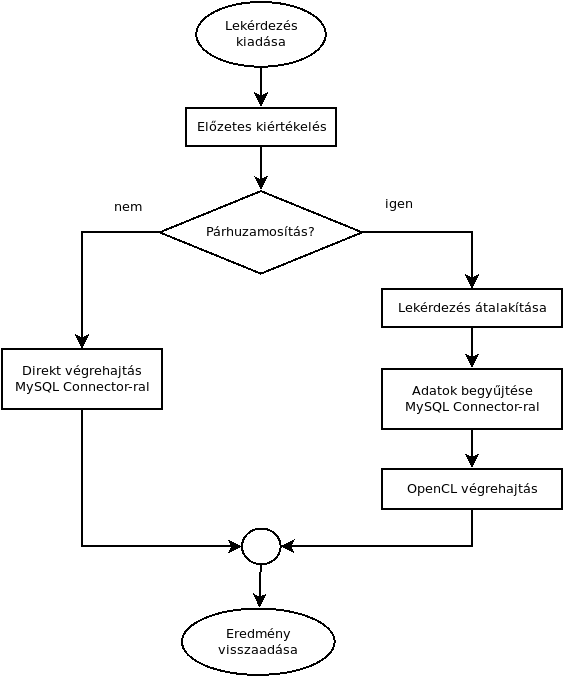 Lekérdezés
kiadása
Előzetes kiértékelés
nem
igen
Párhuzamosítás?
Lekérdezés átalakítása
Direkt végrehajtás
MySQL Connector-ral
Adatok begyűjtése
MySQL Connector-ral
OpenCL végrehajtás
Eredmény
visszaadása